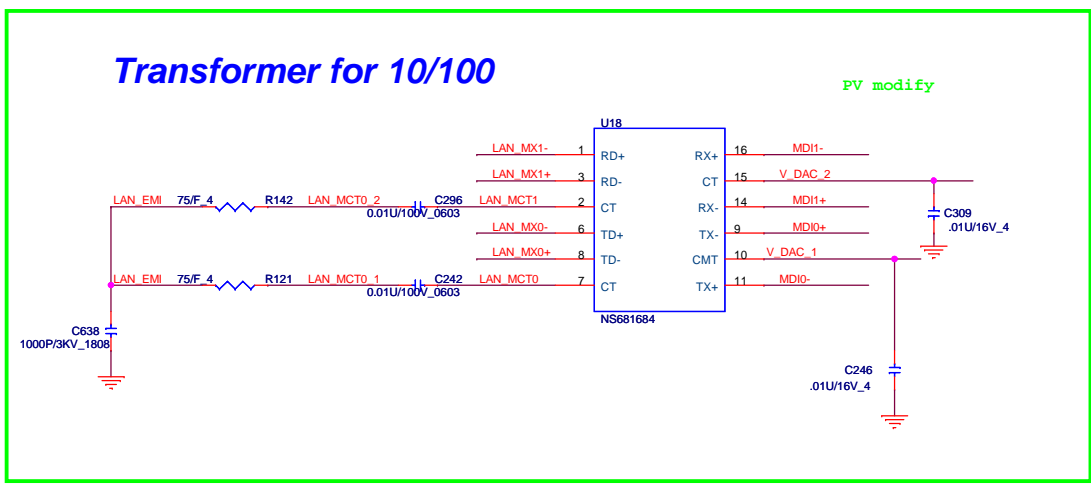 Transformer for 10/100
PV modify
U18
LAN_MX1- 1 RD+ RX+ 16 MDI1-
LAN_MX1+ 3 RD- CT 15 V_DAC_2
LAN_EMI 75/F_4 R142 LAN_MCT0_2 C296 LAN_MCT1 2 CT RX- 14 MDI1+
0.01U/100V_0603
C309
.01U/16V_4
LAN_MX0- 6 TD+ TX- 9 MDI0+
LAN_MX0+ 8 TD- CMT 10 V_DAC_1
LAN_EMI 75/F_4 R121 LAN_MCT0_1 C242 LAN_MCT0 7 CT TX+ 11 MDI0-
0.01U/100V_0603
NS681684
C638
1000P/3KV_1808
C246
.01U/16V_4